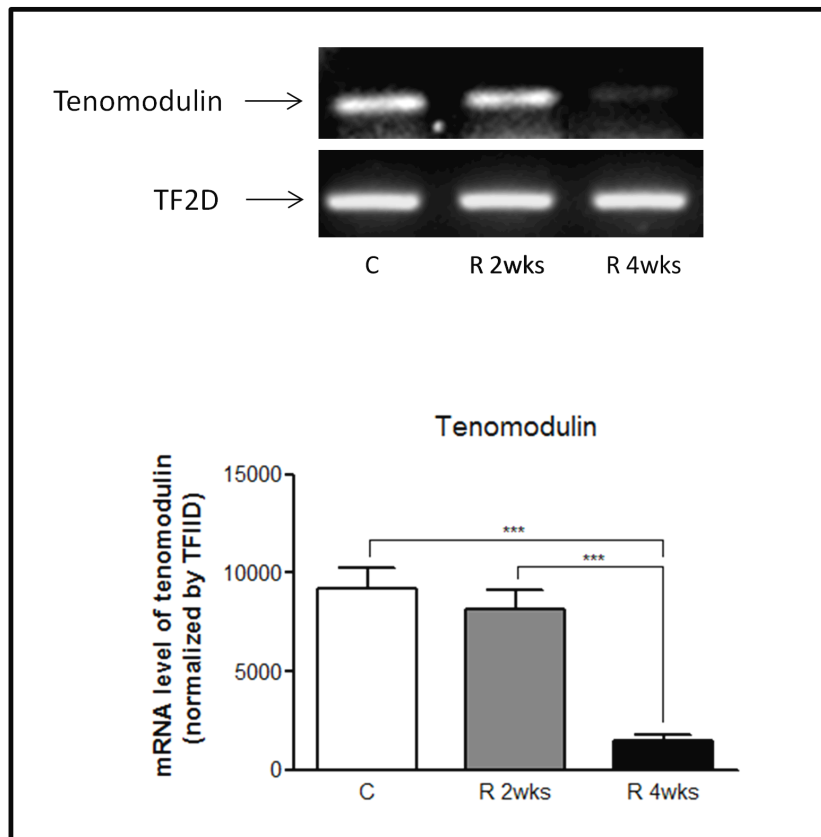 Tenomodulin
TF2D
C R 2wks R 4wks
Tenomodulin
mRNA level of tenomodulin
(normalized by TFIID)
15000
10000
5000
0
***
***
C R 2wks R 4wks